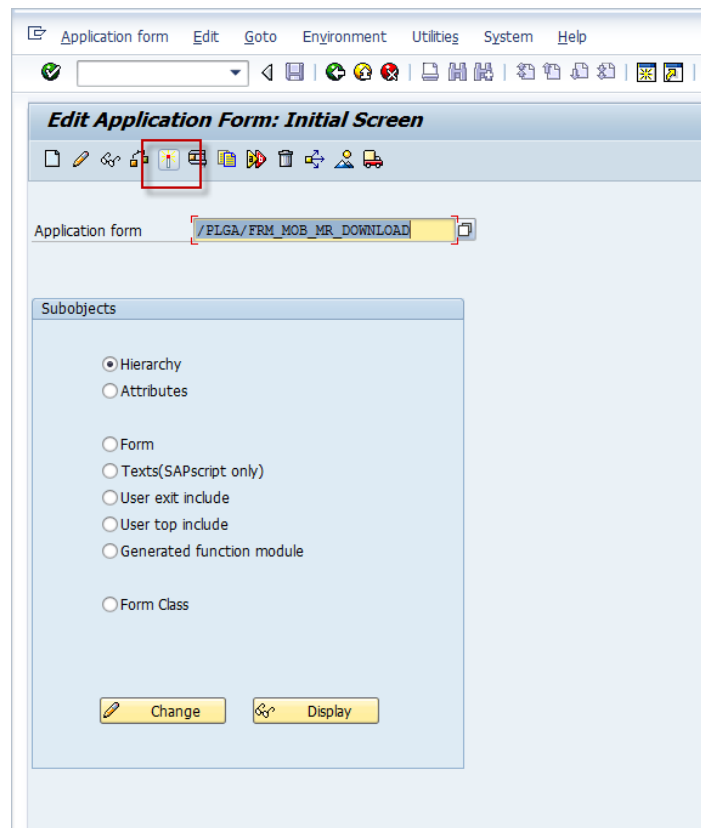 Application form Edit Goto Environment Utilities System Help
Edit Application Form: Initial Screen
Application form /PLGA/FRM_MOB_MR_DOWNLOAD
Subobjects
Hierarchy
Attributes
Form
Texts(SAPscript only)
User exit include
User top include
Generated function module
Form Class
Change Display